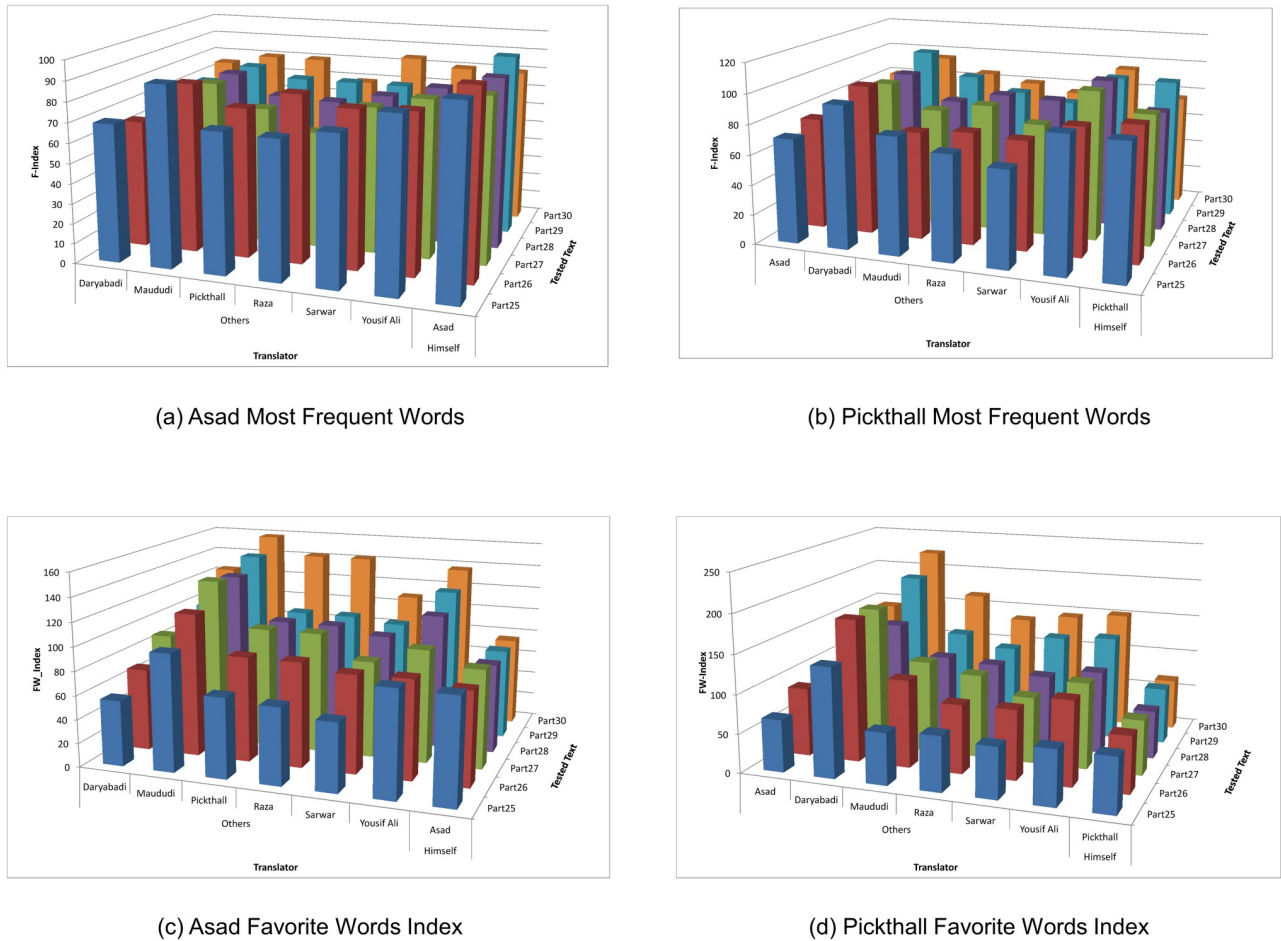 100
90
80
70
60
50
40
30
20
10
0
F-Index
Daryabadi
Maududi
Pickthall
Raza
Sarwar
Yousif Ali
Asad
Others
Himself
Translator
Part25
Part26
Part27
Part28
Part29
Part30
Tested Text
(a) Asad Most Frequent Words
120
100
80
60
40
20
0
F-Index
Asad
Daryabadi
Maududi
Raza
Sarwar
Yousif Ali
Pickthall
Others
Himself
Translator
Part25
Part26
Part27
Part28
Part29
Part30
Tested Text
(b) Pickthall Most Frequent Words
160
140
120
100
80
60
40
20
0
FW_Index
Daryabadi
Maududi
Pickthall
Raza
Sarwar
Yousif Ali
Asad
Others
Himself
Translator
Part25
Part26
Part27
Part28
Part29
Part30
Tested Text
(c) Asad Favorite Words Index
250
200
150
100
50
0
FW-Index
Asad
Daryabadi
Maududi
Raza
Sarwar
Yousif Ali
Pickthall
Others
Himself
Translator
Part25
Part26
Part27
Part28
Part29
Part30
Tested Text
(d) Pickthall Favorite Words Index